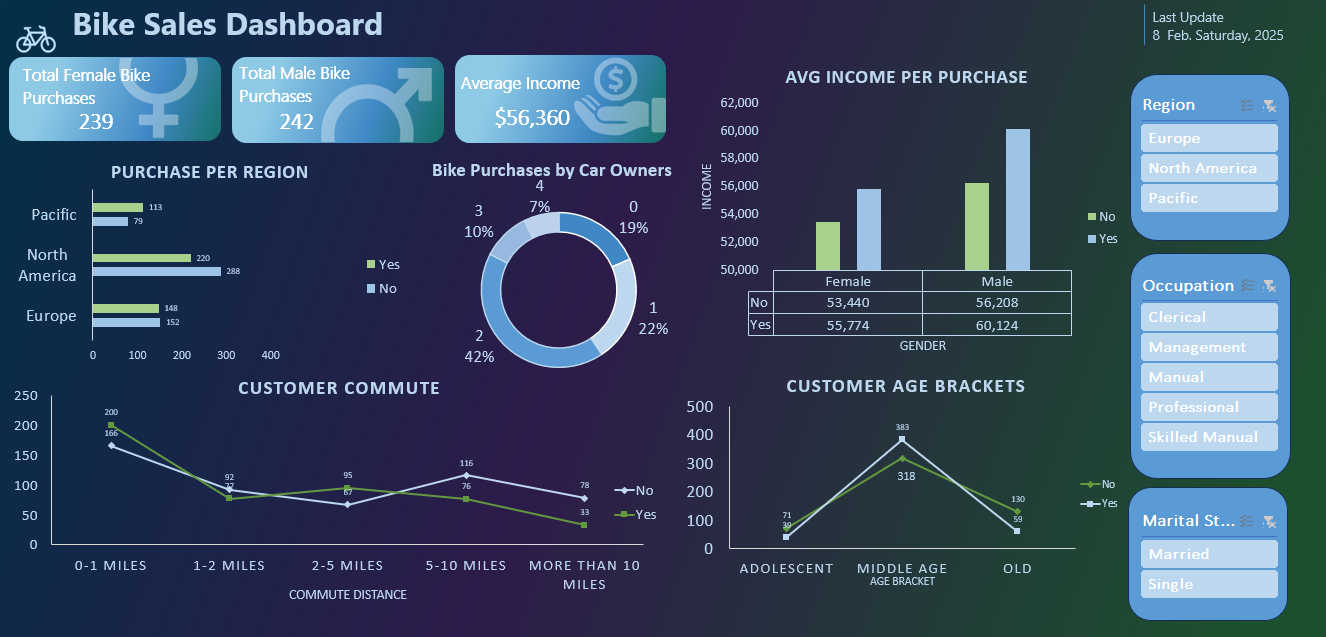 Bike Sales Dashboard
Last Update
8 Feb. Saturday, 2025
Total Female Bike
Purchases
239
Total Male Bike
Purchases
242
Average Income
$56,360
PURCHASE PER REGION
Pacific
113
79
North
America
220
288
Europe
148
152
0 100 200 300 400
Yes
No
Bike Purchases by Car Owners
4
7%
0
19%
3
10%
1
22%
2
42%
AVG INCOME PER PURCHASE
INCOME
62,000
60,000
58,000
56,000
54,000
52,000
50,000
Female Male
No 53,440 56,208
Yes 55,774 60,124
GENDER
No
Yes
Region
Europe
North America
Pacific
Occupation
Clerical
Management
Manual
Professional
Skilled Manual
Marital St...
Married
Single
CUSTOMER COMMUTE
250
200
150
100
50
0
200
166
92
77
95
67
116
76
78
33
No
Yes
0-1 MILES 1-2 MILES 2-5 MILES 5-10 MILES MORE THAN 10
MILES
COMMUTE DISTANCE
CUSTOMER AGE BRACKETS
500
400
300
200
100
0
71
39
383
318
130
59
No
Yes
ADOLESCENT MIDDLE AGE OLD
AGE BRACKET